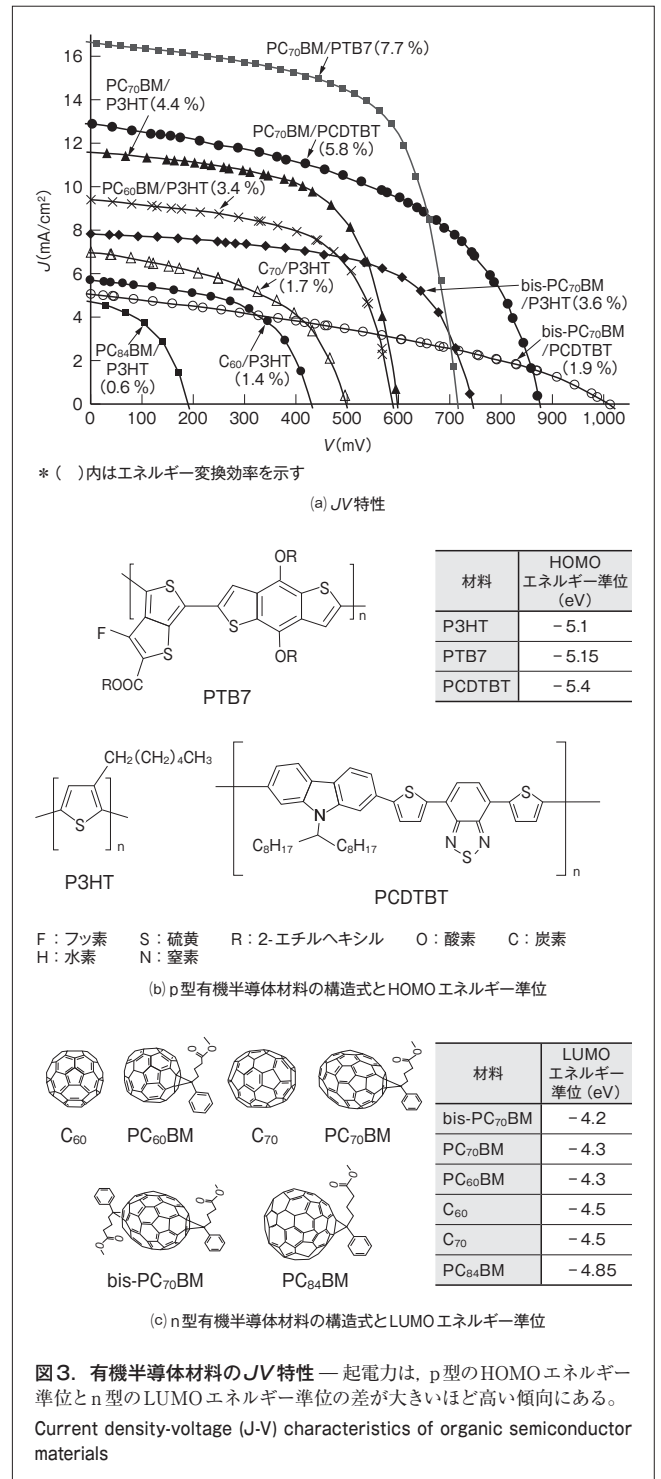 PC70BM/PTB7(7.7 %)
PC70BM/
P3HT(4.4 %)
PC70BM/PCDTBT
(5.8 %)
PC60BM/P3HT(3.4 %)
C70/P3HT
(1.7 %)
bis-PC70BM
/P3HT(3.6 %)
PC84BM/
P3HT
(0.6 %)
C60/P3HT
(1.4 %)
bis-PC70BM
/PCDTBT
(1.9 %)
J(mA/cm²)
16
14
12
10
8
6
4
2
0
0 100 200 300 400 500 600 700 800 900 1,000
V(mV)
*( )内はエネルギー変換効率を示す
(a) JV特性
OR
S
S
n
F
S
S
OR
ROOC
PTB7
材料 HOMOエネルギー準位(eV)
P3HT −5.1
PTB7 −5.15
PCDTBT −5.4
CH2(CH2)4CH3
S
n
P3HT
N
C8H17 C8H17
S
N N
S
S
n
PCDTBT
F：フッ素 S：硫黄 R：2-エチルヘキシル O：酸素 C：炭素
H：水素 N：窒素
(b) p型有機半導体材料の構造式とHOMOエネルギー準位
C60 PC60BM C70 PC70BM
bis-PC70BM PC84BM
材料 LUMOエネルギー準位(eV)
bis-PC70BM −4.2
PC70BM −4.3
PC60BM −4.3
C60 −4.5
C70 −4.5
PC84BM −4.85
(c) n型有機半導体材料の構造式とLUMOエネルギー準位
図3. 有機半導体材料のJV特性 — 起電力は，p型のHOMOエネルギー
準位とn型のLUMOエネルギー準位の差が大きいほど高い傾向にある。
Current density-voltage (J-V) characteristics of organic semiconductor
materials